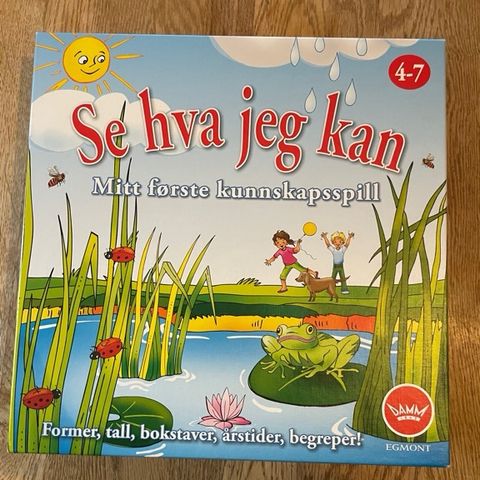 4-7
Se hva jeg kan
Mitt første kunnskapsspill
DAMM
EGMONT
Former, tall, bokstaver, årstider, begreper!